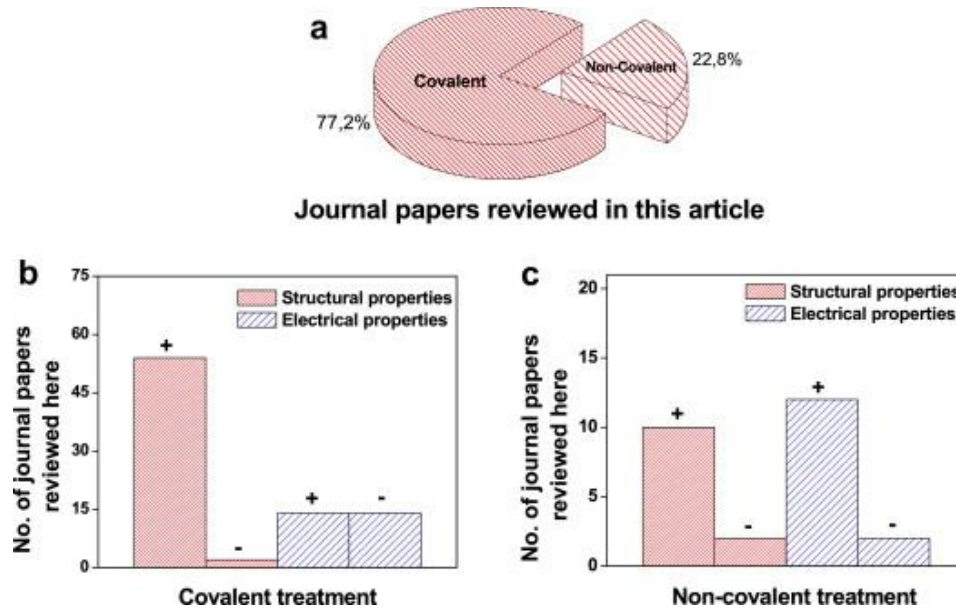 a
Covalent
Non-Covalent
22,8%
77,2%
Journal papers reviewed in this article
b
No. of journal papers
reviewed here
75
60
45
30
15
0
Structural properties
Electrical properties
+
-
+
-
Covalent treatment
c
No. of journal papers
reviewed here
20
15
10
5
0
Structural properties
Electrical properties
+
-
+
-
Non-covalent treatment